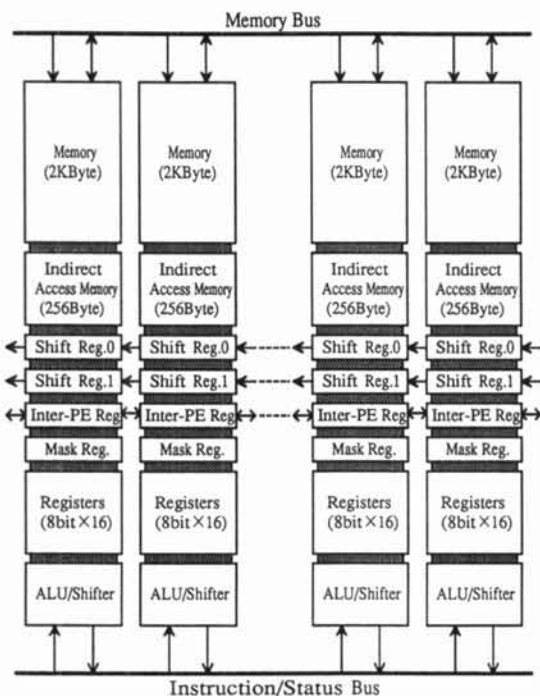 Memory Bus
Memory Memory Memory Memory
(2KByte) (2KByte) (2KByte) (2KByte)
Indirect Indirect Indirect Indirect
Access Memory Access Memory Access Memory Access Memory
(256Byte) (256Byte) (256Byte) (256Byte)
Shift Reg.0 Shift Reg.0 Shift Reg.0 Shift Reg.0
Shift Reg.1 Shift Reg.1 Shift Reg.1 Shift Reg.1
Inter-PE Reg Inter-PE Reg Inter-PE Reg Inter-PE Reg
Mask Reg. Mask Reg. Mask Reg. Mask Reg.
Registers Registers Registers Registers
(8bit×16) (8bit×16) (8bit×16) (8bit×16)
ALU/Shifter ALU/Shifter ALU/Shifter ALU/Shifter
Instruction/Status Bus